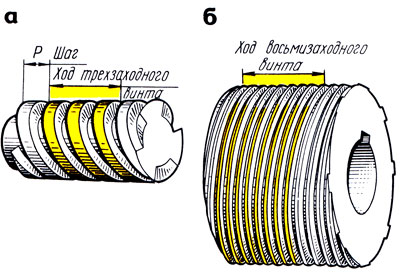 а
P Шаг
Ход трехзаходного
винта
б
Ход восьмизаходного
винта